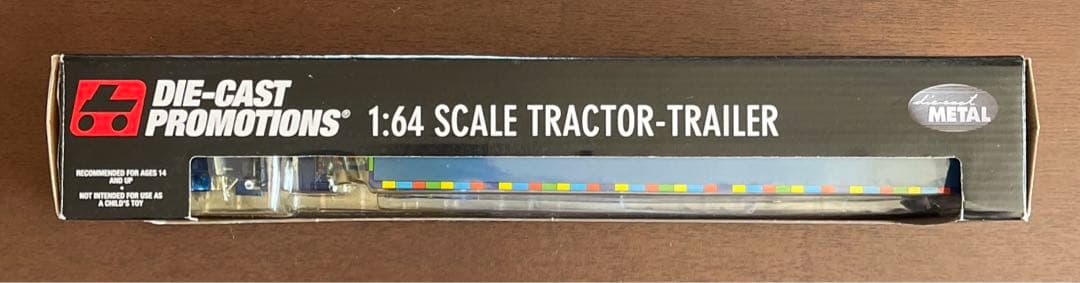 DIE-CAST
PROMOTIONS®
1:64 SCALE TRACTOR-TRAILER
die-cast
METAL
RECOMMENDED FOR AGES 14
AND UP
•
NOT INTENDED FOR USE AS
A CHILD'S TOY